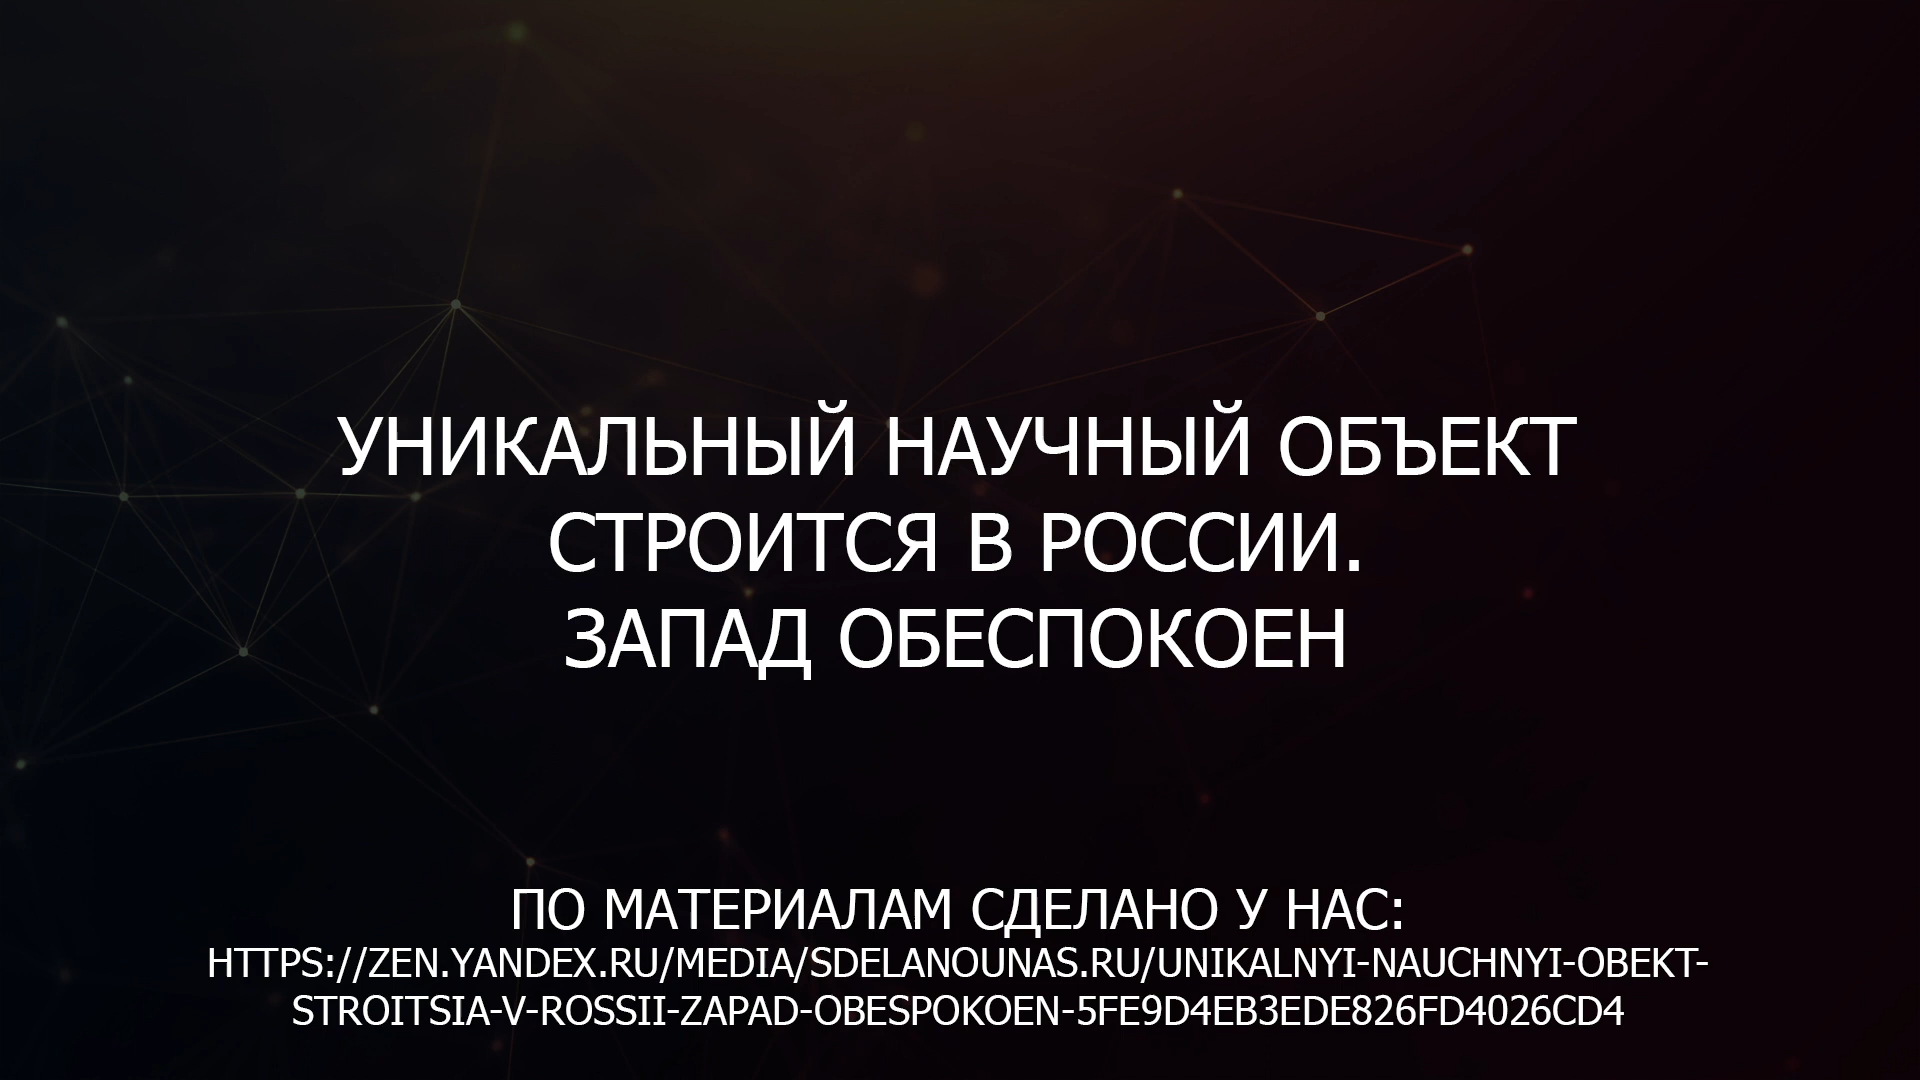 УНИКАЛЬНЫЙ НАУЧНЫЙ ОБЪЕКТ
СТРОИТСЯ В РОССИИ.
ЗАПАД ОБЕСПОКОЕН
ПО МАТЕРИАЛАМ СДЕЛАНО У НАС:
HTTPS://ZEN.YANDEX.RU/MEDIA/SDELANOUNAS.RU/UNIKALNYI-NAUCHNYI-OBEKT-
STROITSIA-V-ROSSII-ZAPAD-OBESPOKOEN-5FE9D4EB3EDE826FD4026CD4